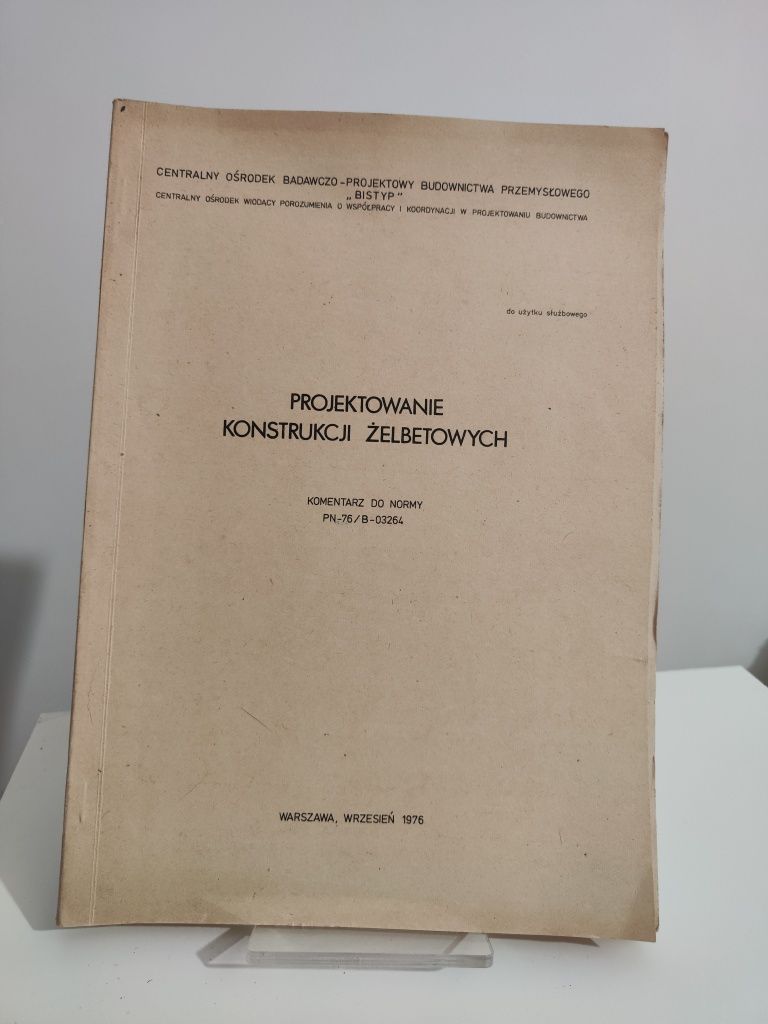 CENTRALNY OŚRODEK BADAWCZO-PROJEKTOWY BUDOWNICTWA PRZEMYSŁOWEGO
„BISTYP"
CENTRALNY OŚRODEK WIODĄCY POROZUMIENIA O WSPÓŁPRACY I KOORDYNACJI W PROJEKTOWANIU BUDOWNICTWA
do użytku służbowego
PROJEKTOWANIE
KONSTRUKCJI ŻELBETOWYCH
KOMENTARZ DO NORMY
PN-76/B-03264
WARSZAWA, WRZESIEŃ 1976